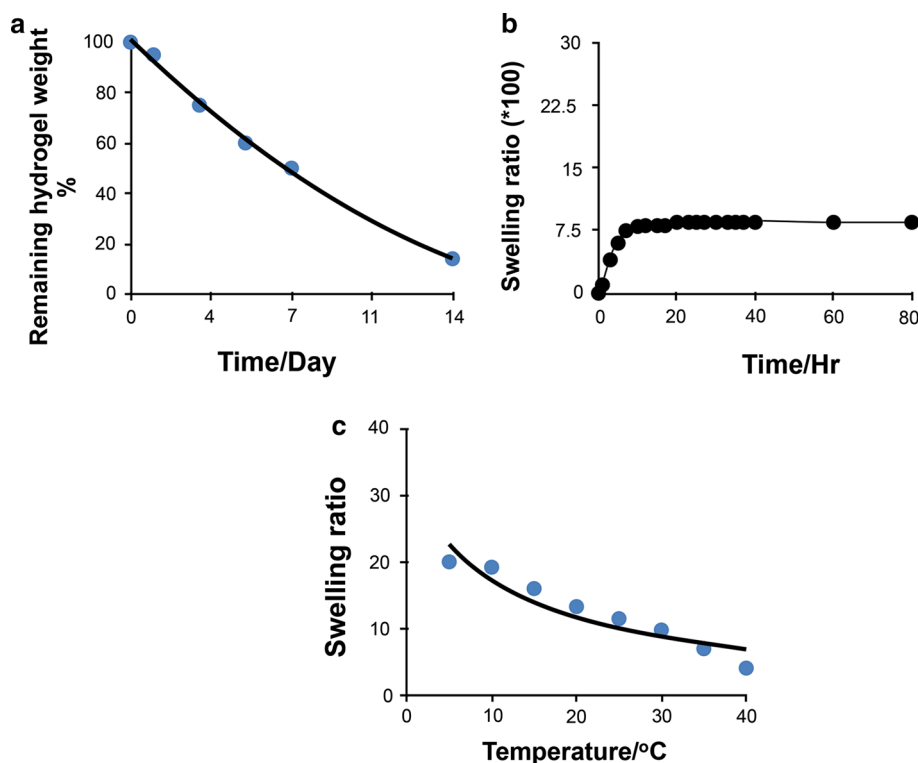 a
Remaining hydrogel weight
%
100
80
60
40
20
0
0 4 7 11 14
Time/Day
b
Swelling ratio (*100)
30
22.5
15
7.5
0
0 20 40 60 80
Time/Hr
c
Swelling ratio
40
30
20
10
0
0 10 20 30 40
Temperature/°C